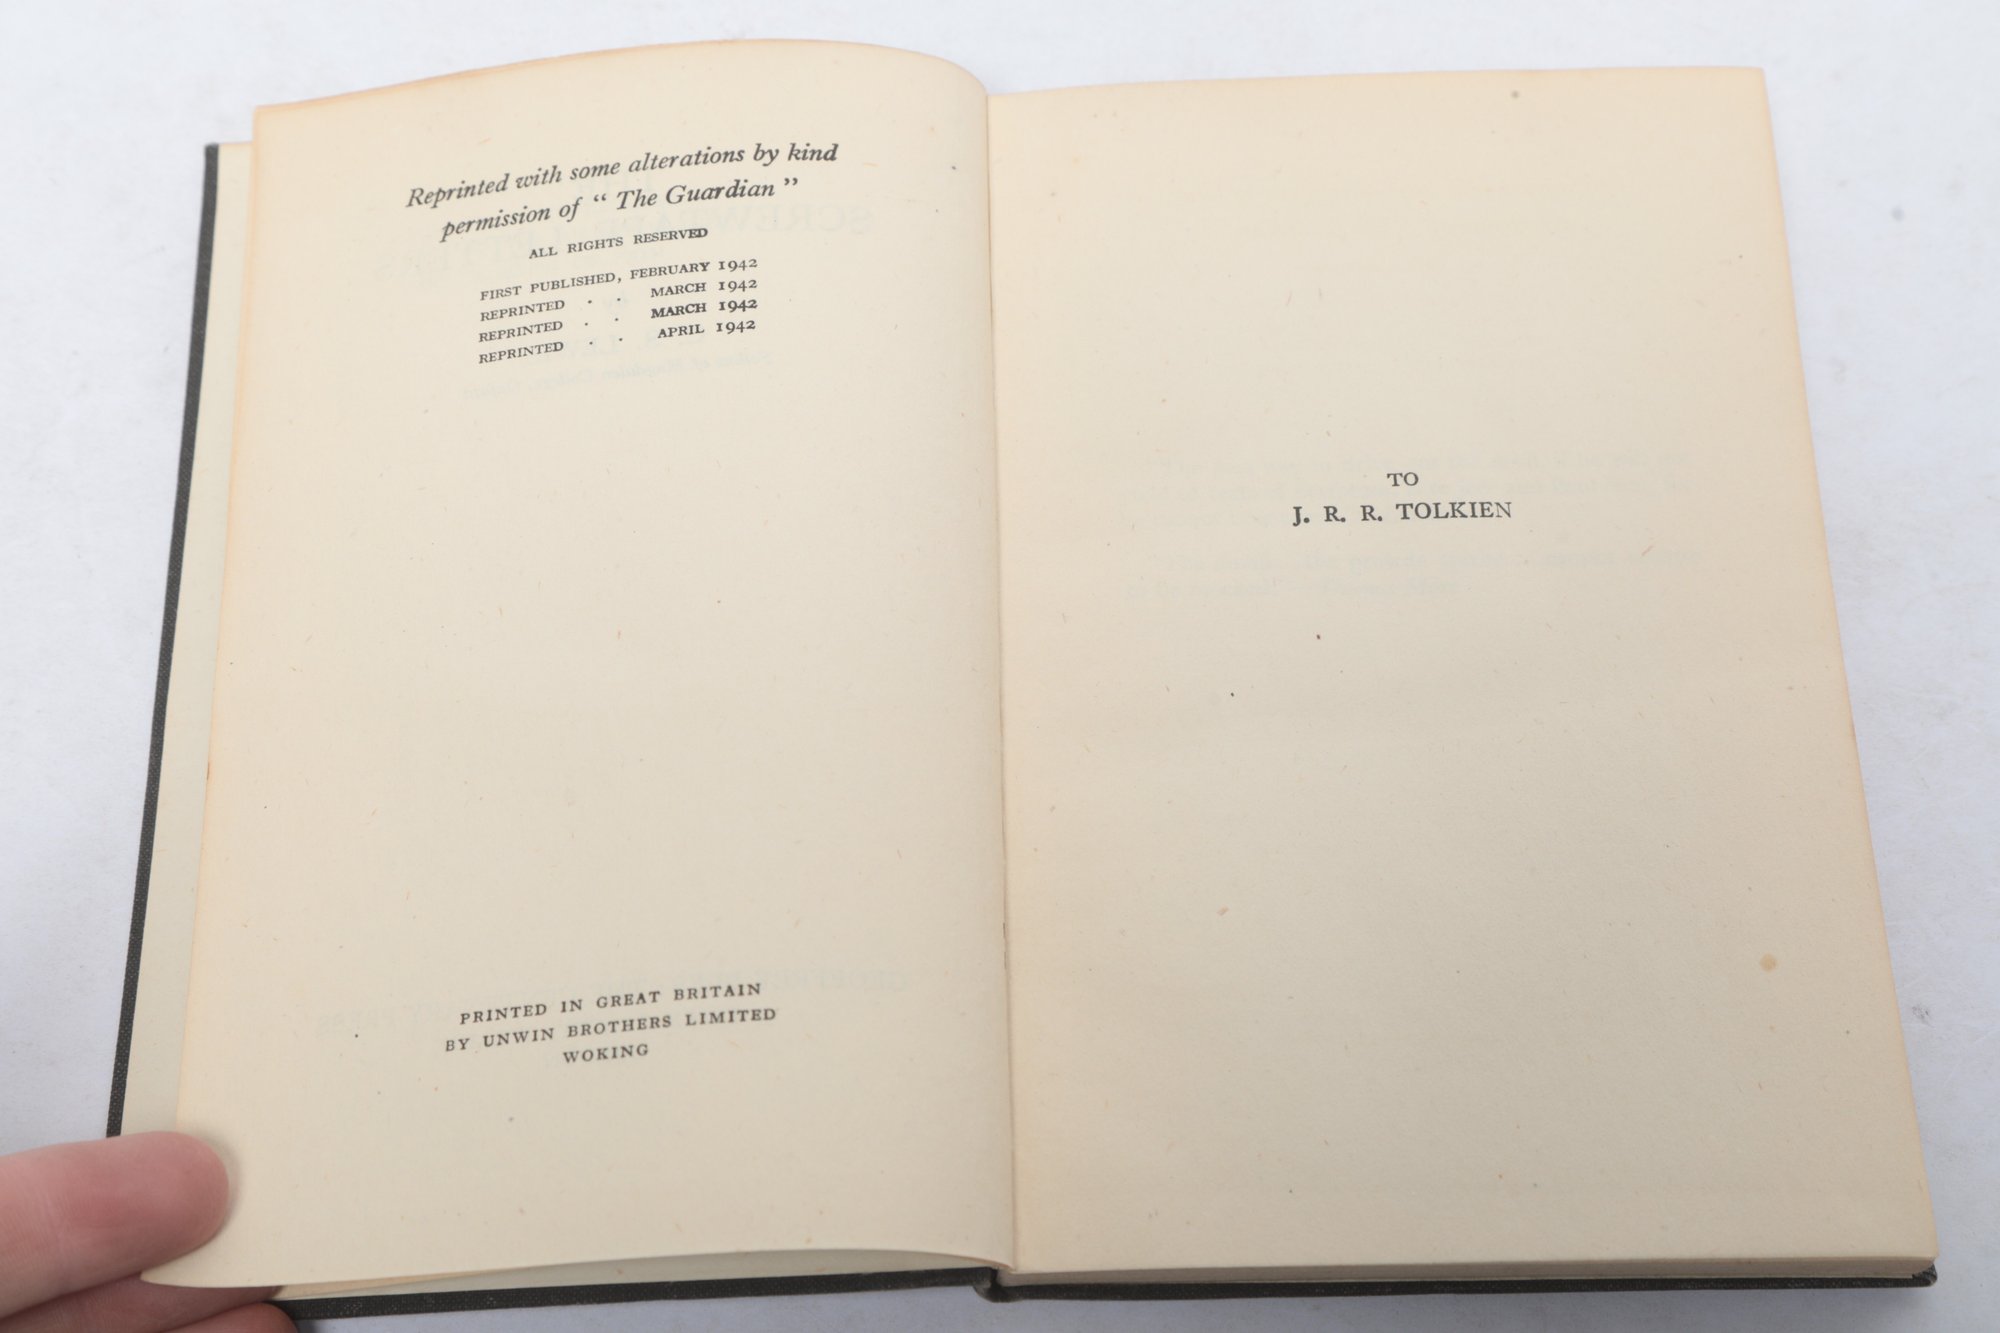 Reprinted with some alterations by kind
permission of “ The Guardian ”
ALL RIGHTS RESERVED
FIRST PUBLISHED, FEBRUARY 1942
REPRINTED . . MARCH 1942
REPRINTED . . MARCH 1942
REPRINTED . . APRIL 1942
PRINTED IN GREAT BRITAIN
BY UNWIN BROTHERS LIMITED
WOKING
TO
J. R. R. TOLKIEN